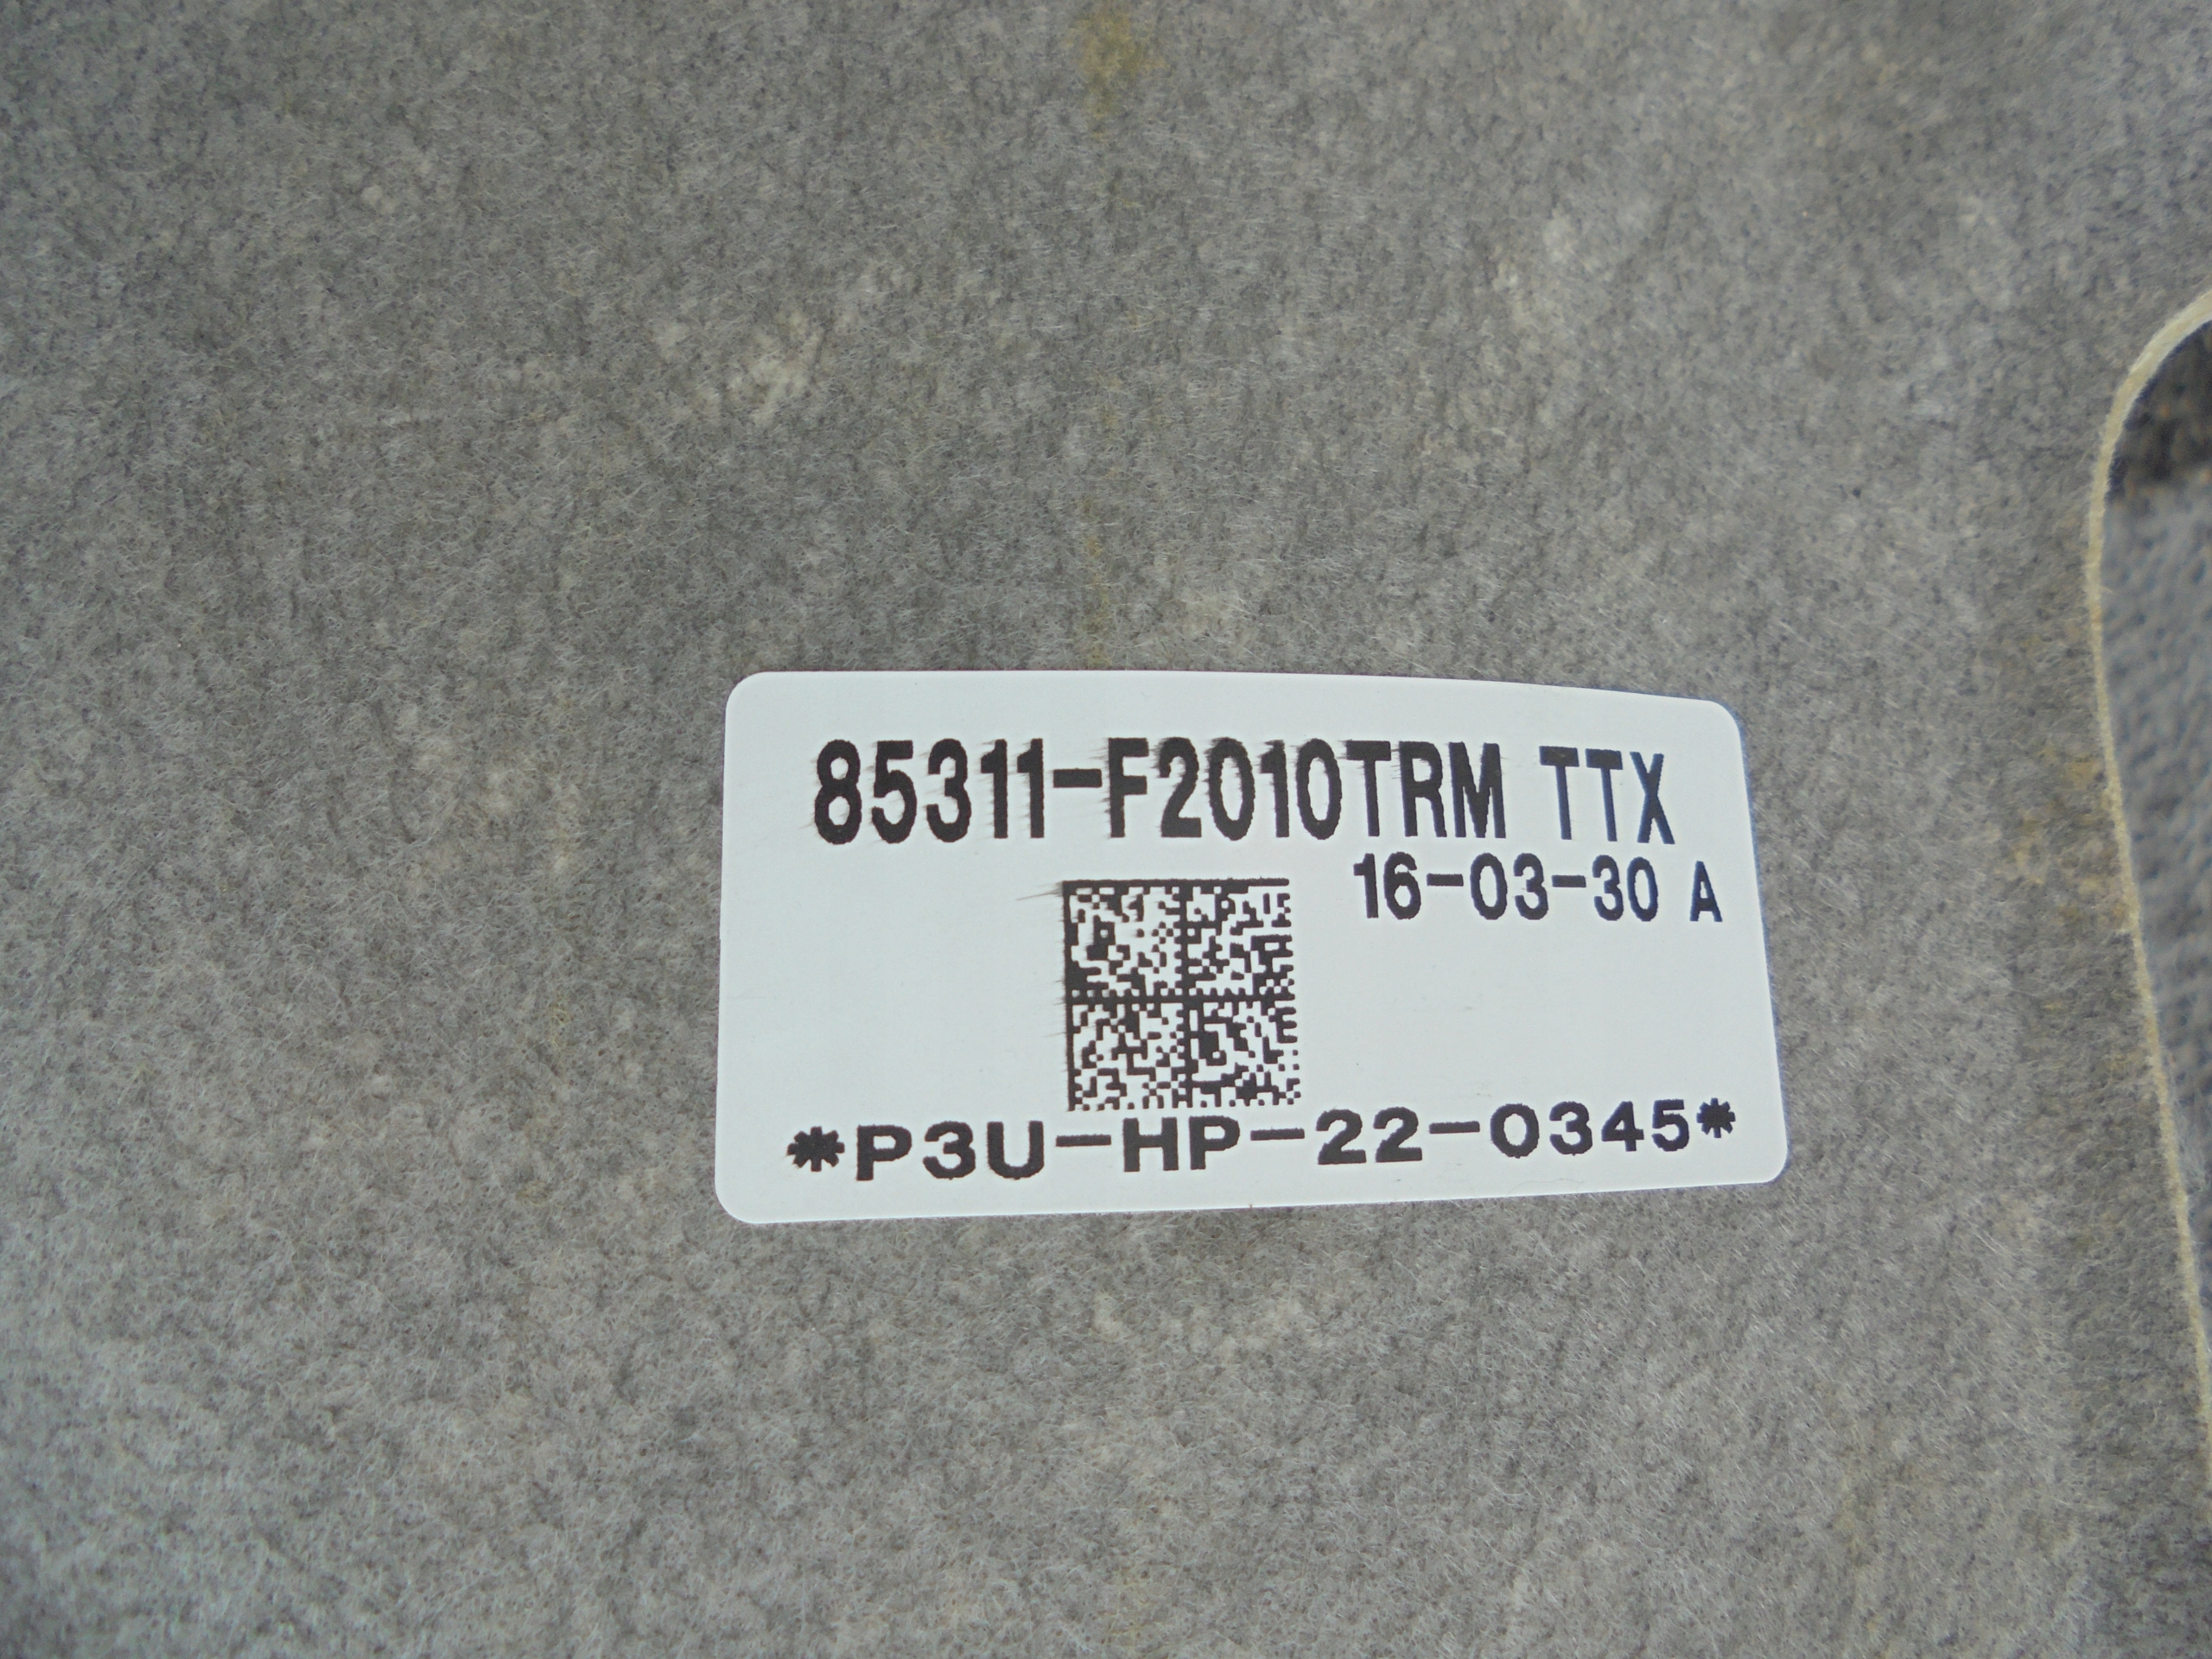 85311-F2010TRM TTX
16-03-30 A
*P3U-HP-22-0345*